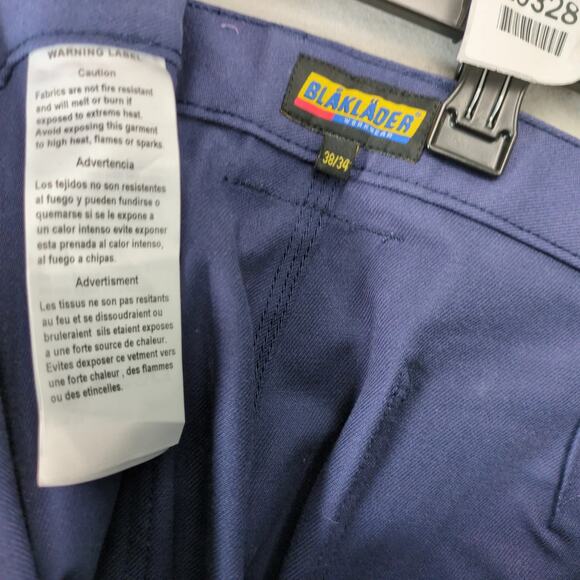 WARNING LABEL
Caution
Fabrics are not fire resistant
and will melt or burn if
exposed to extreme heat.
Avoid exposing this garment
to high heat, flames or sparks.
Advertencia
Los tejidos no son resistentes
al fuego y pueden fundirse o
quemarse si se le expone a
un calor intenso evite exponer
esta prenada al calor intenso,
al fuego a chipas.
Advertisment
Les tissus ne son pas resitants
au feu et se dissoudraient ou
bruleraient sils etaient exposes
a une forte source de chaleur.
Evites dexposer ce vetment vers
une forte chaleur , des flammes
ou des etincelles.
BLÅKLÄDER
WORKWEAR
38/34